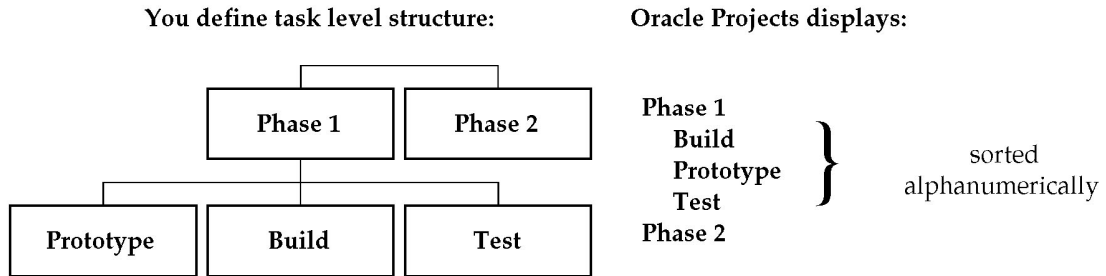 You define task level structure:
Oracle Projects displays:
Phase 1
Phase 2
Prototype
Build
Test
Phase 1
Build
Prototype
Test
Phase 2
sorted
alphanumerically